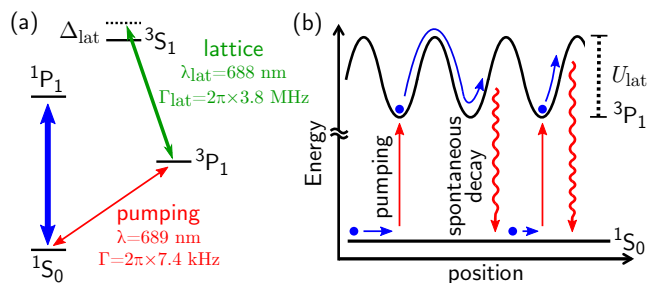 (a)
Δlat
³S₁
lattice
λlat=688 nm
Γlat=2π×3.8 MHz
¹P₁
³P₁
pumping
λ=689 nm
Γ=2π×7.4 kHz
¹S₀
(b)
Energy
pumping
spontaneous
decay
Ulat
³P₁
¹S₀
position